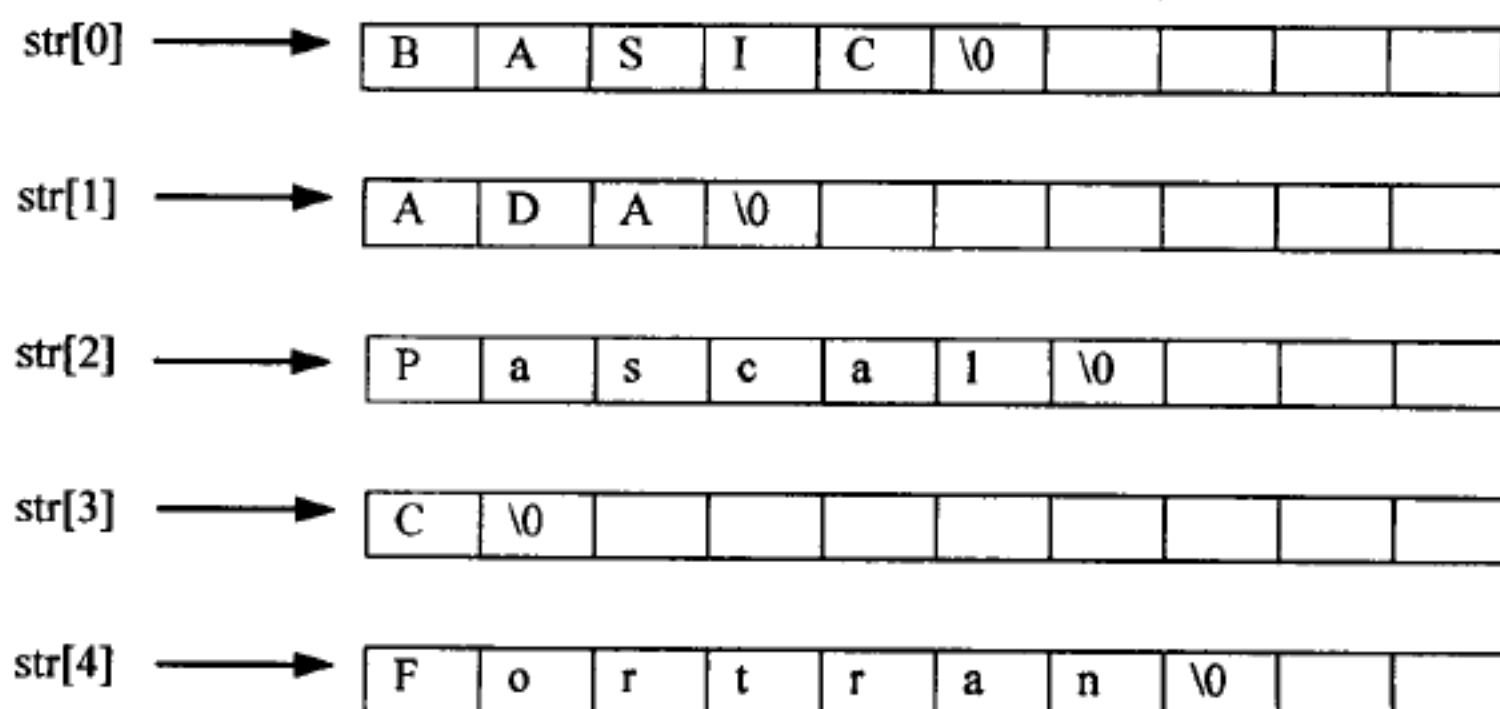 str[0] B A S I C \0
str[1] A D A \0
str[2] P a s c a l \0
str[3] C \0
str[4] F o r t r a n \0